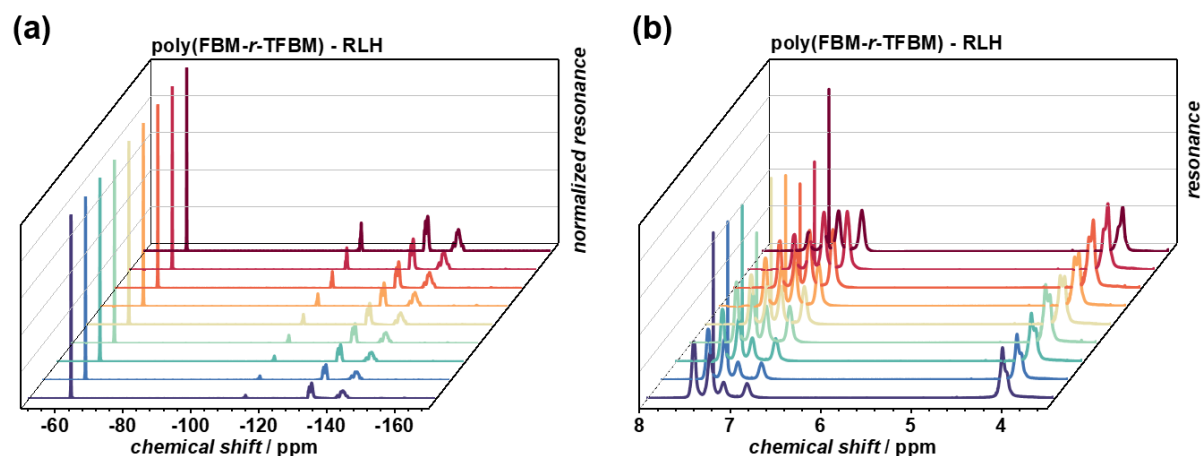 (a)
poly(FBM-r-TFBM) - RLH
normalized resonance
-60 -80 -100 -120 -140 -160
chemical shift / ppm
(b)
poly(FBM-r-TFBM) - RLH
resonance
8 7 6 5 4
chemical shift / ppm